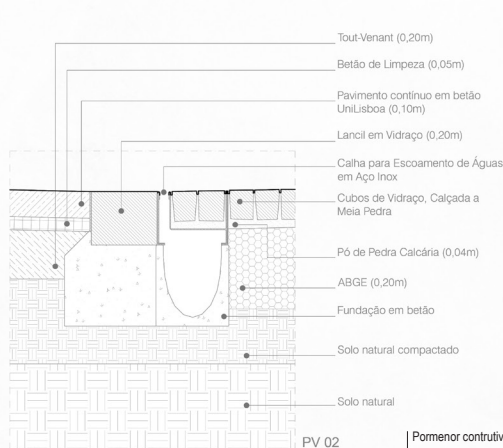 Tout-Venant (0,20m)
Betão de Limpeza (0,05m)
Pavimento contínuo em betão
UniLisboa (0,10m)
Lancil em Vidraço (0,20m)
Calha para Escoamento de Águas
em Aço Inox
Cubos de Vidraço, Calçada a
Meia Pedra
Pó de Pedra Calcária (0,04m)
ABGE (0,20m)
Fundação em betão
Solo natural compactado
Solo natural
PV 02
Pormenor contrutiv